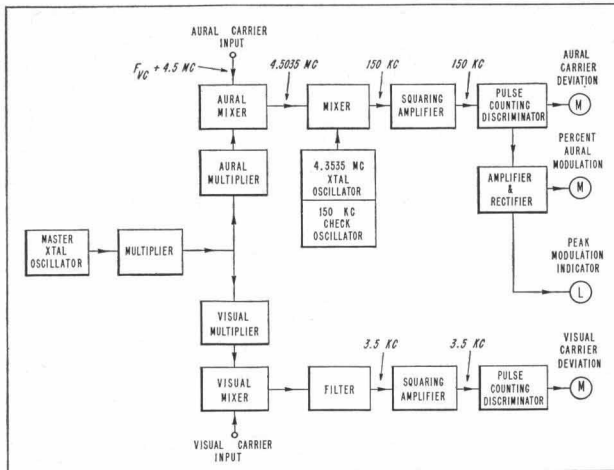 AURAL CARRIER
INPUT
F_VC + 4.5 MC
4.5035 MC
150 KC
150 KC
AURAL
CARRIER
DEVIATION
AURAL
MIXER
MIXER
SQUARING
AMPLIFIER
PULSE
COUNTING
DISCRIMINATOR
M
PERCENT
AURAL
MODULATION
AURAL
MULTIPLIER
4.3535 MC
XTAL
OSCILLATOR
150 KC
CHECK
OSCILLATOR
AMPLIFIER
&
RECTIFIER
M
MASTER
XTAL
OSCILLATOR
MULTIPLIER
PEAK
MODULATION
INDICATOR
L
VISUAL
MULTIPLIER
3.5 KC
3.5 KC
VISUAL
CARRIER
DEVIATION
VISUAL
MIXER
FILTER
SQUARING
AMPLIFIER
PULSE
COUNTING
DISCRIMINATOR
M
VISUAL CARRIER
INPUT